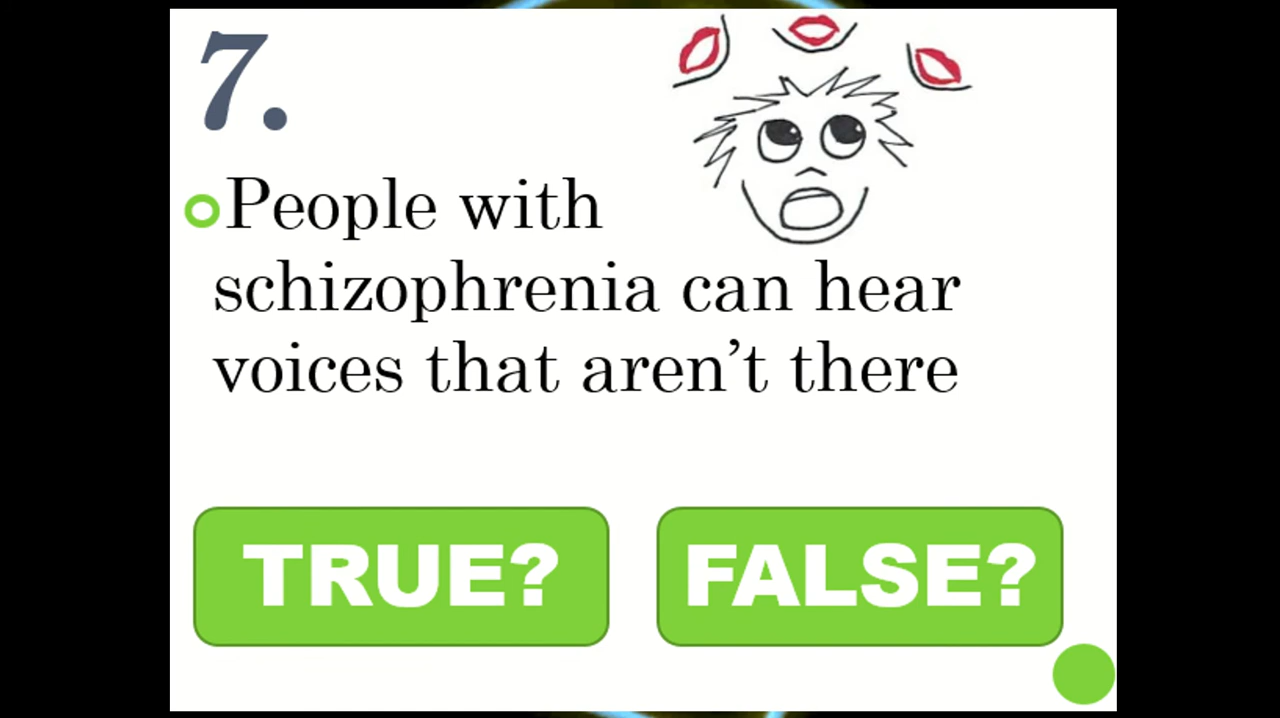 7.
People with
schizophrenia can hear
voices that aren’t there
TRUE? FALSE?